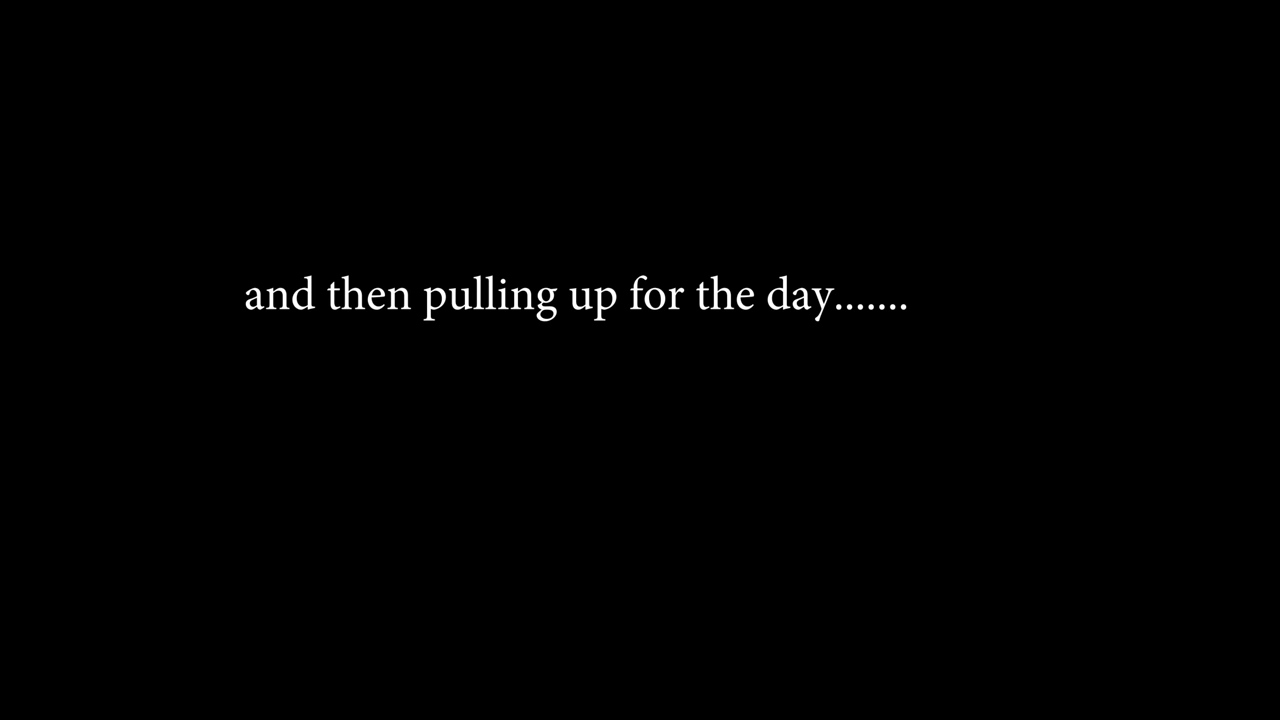 and then pulling up for the day.......